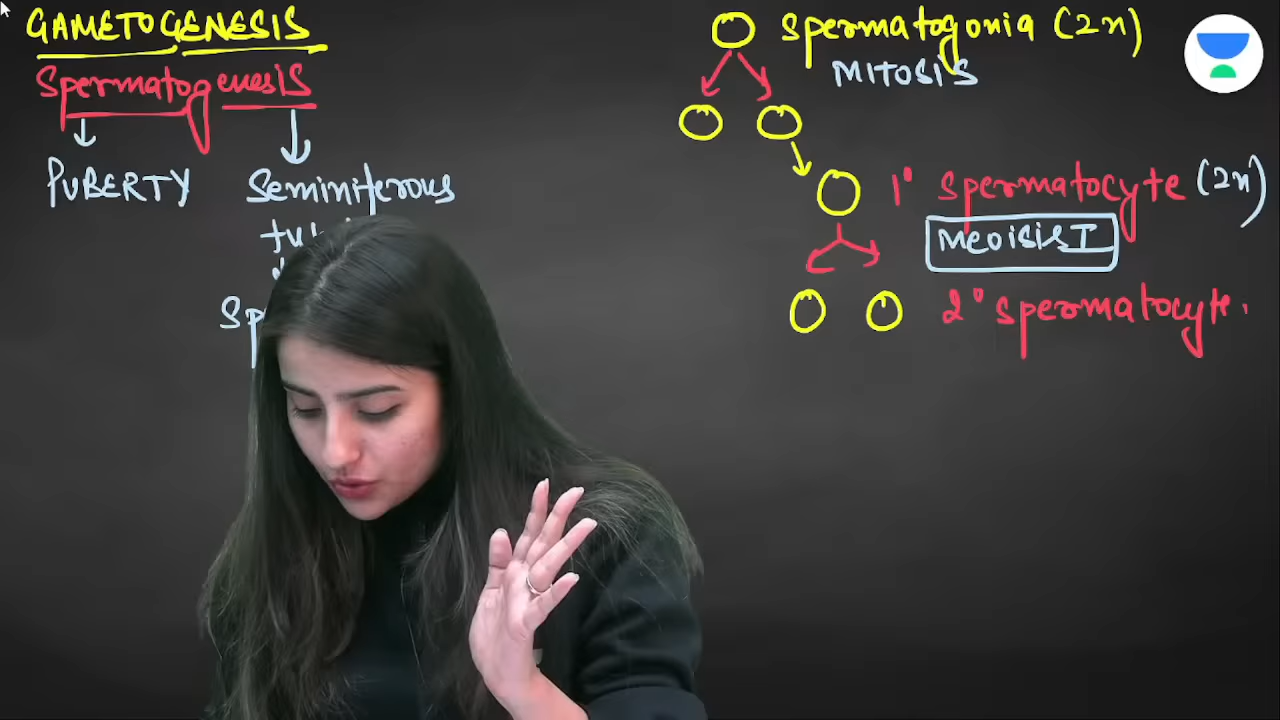 GAMETOGENESIS
Spermatogenesis
PUBERTY
Seminiferous
spermatogonia (2n)
MITOSIS
1° spermatocyte (2n)
MEOISIS I
2° spermatocyte.